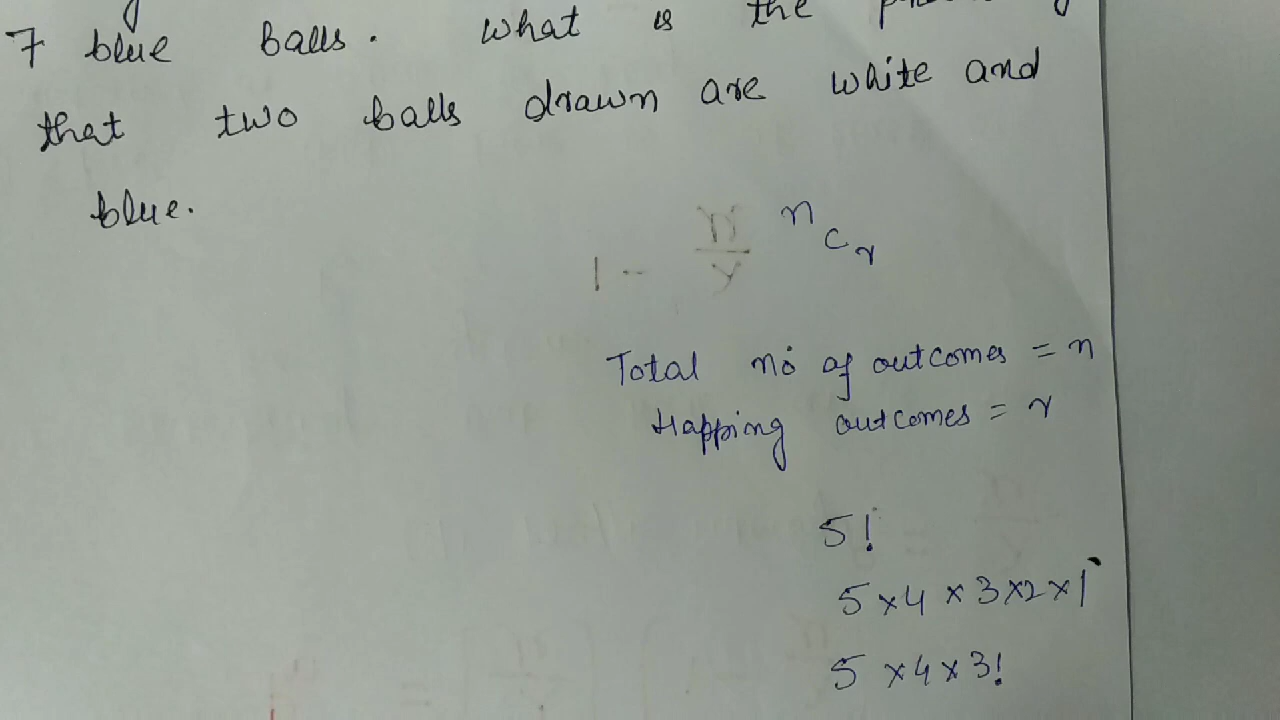 7 blue balls. What is the
that two balls drawn are white and
blue.
1 - n/r nCr
Total no of outcomes = n
Happing outcomes = r
5!
5 × 4 × 3 × 2 × 1
5 × 4 × 3!